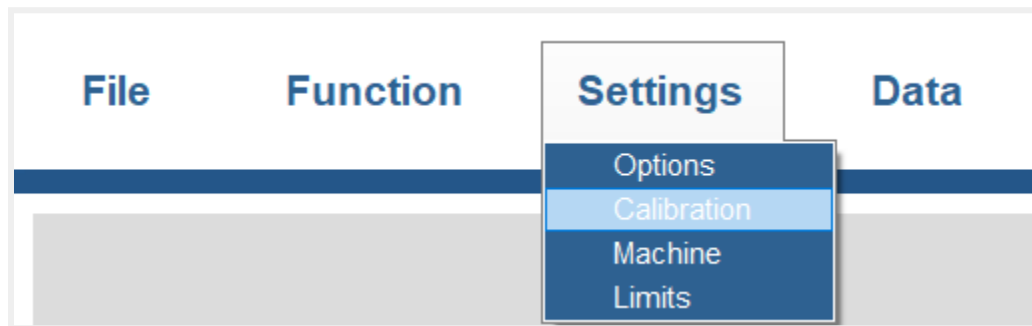 File Function Settings Data
Options
Calibration
Machine
Limits